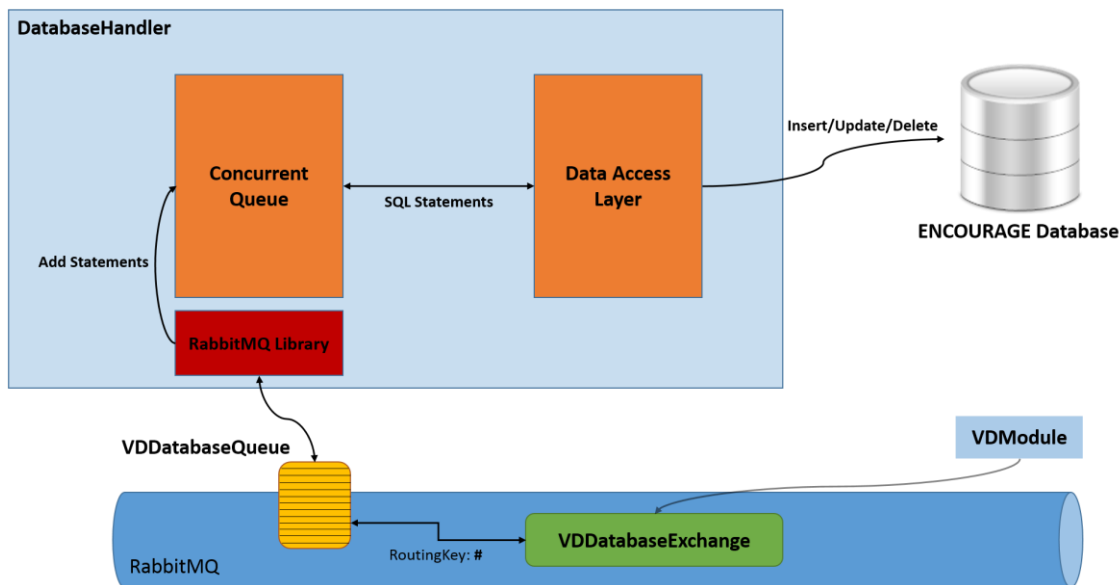 DatabaseHandler
Concurrent
Queue
Data Access
Layer
Insert/Update/Delete
SQL Statements
ENCOURAGE Database
Add Statements
RabbitMQ Library
VDDatabaseQueue
VDModule
VDDatabaseExchange
RoutingKey: #
RabbitMQ